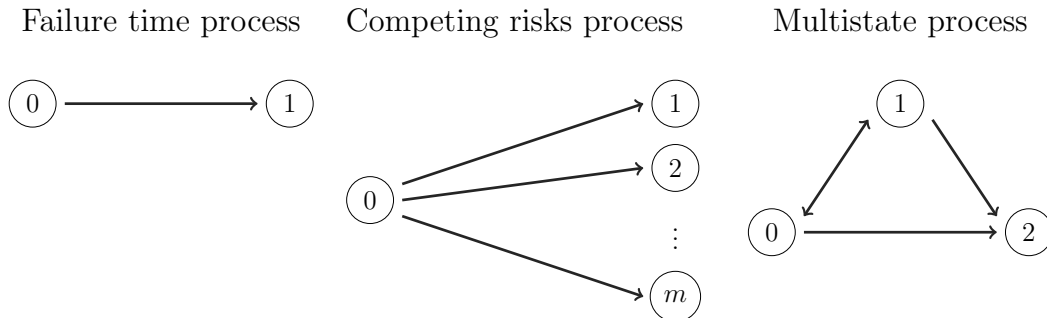 Failure time process
0
1
Competing risks process
0
1
2
⋮
m
Multistate process
1
0
2